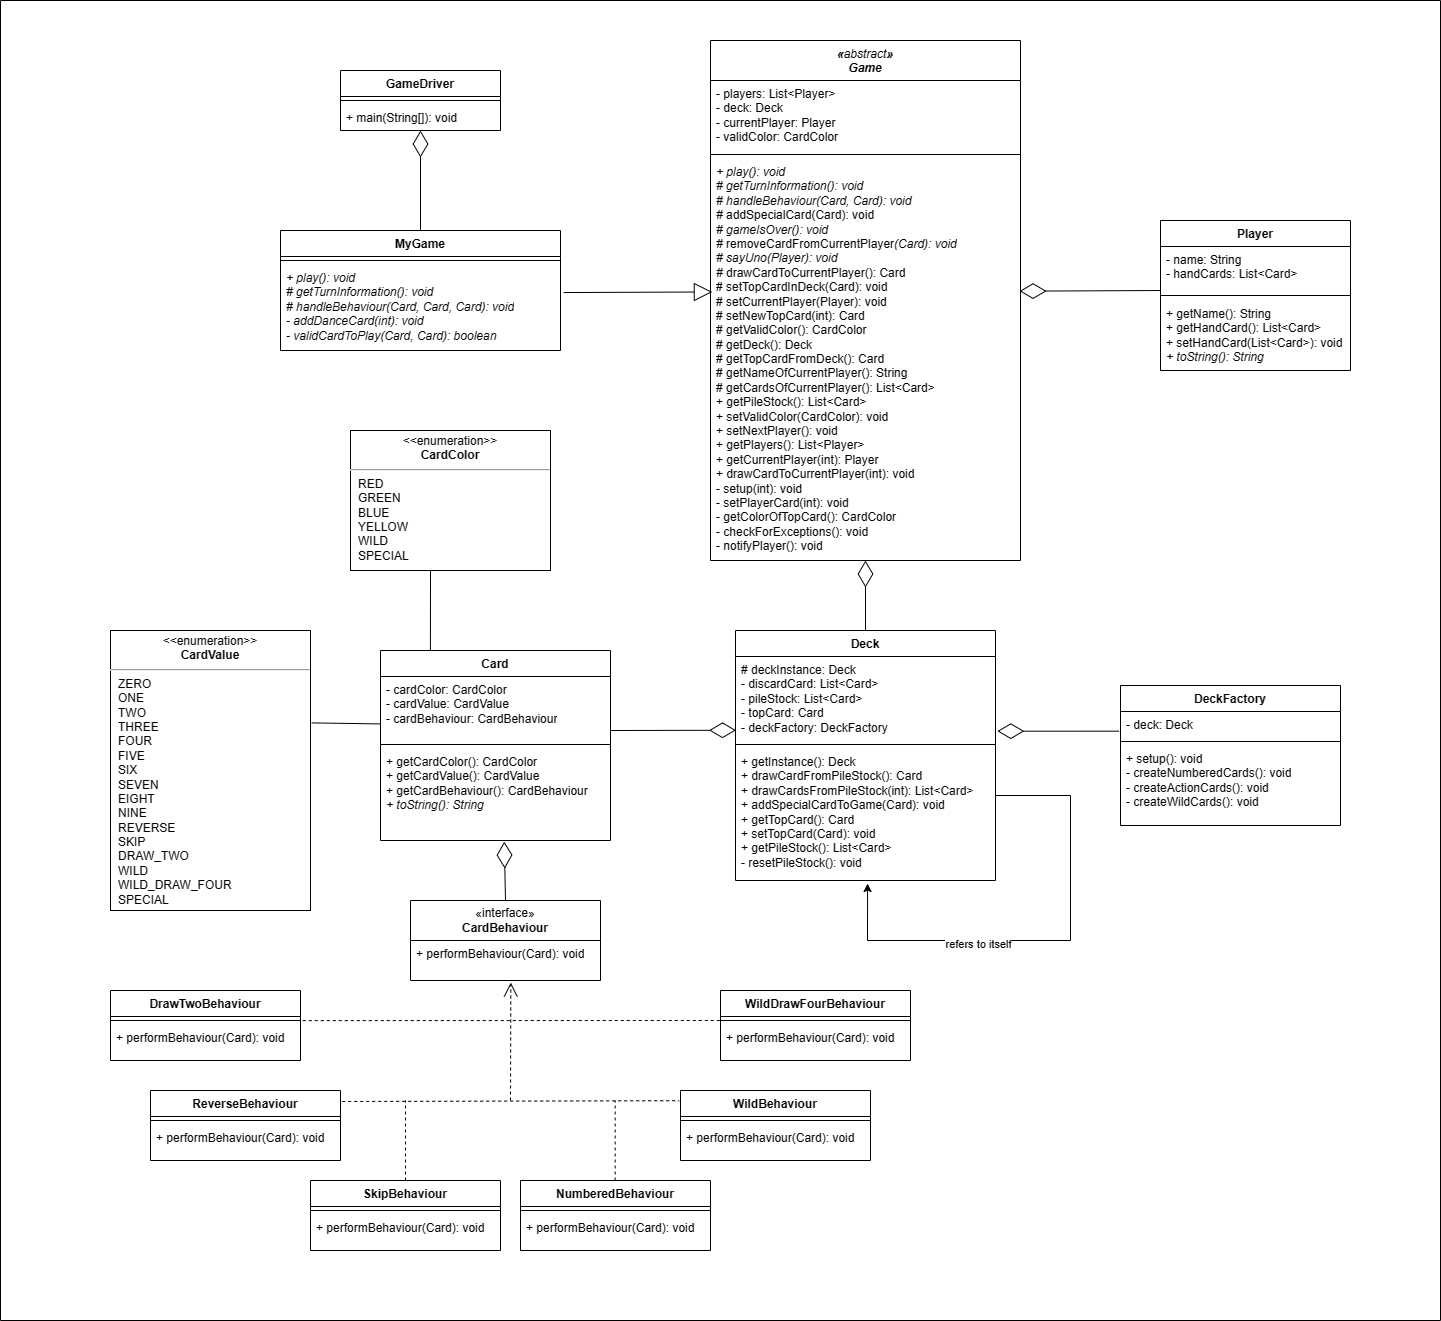 GameDriver
+ main(String[]): void
«abstract»
Game
- players: List<Player>
- deck: Deck
- currentPlayer: Player
- validColor: CardColor
+ play(): void
# getTurnInformation(): void
# handleBehaviour(Card, Card): void
# addSpecialCard(Card): void
# gameIsOver(): void
# removeCardFromCurrentPlayer(Card): void
# sayUno(Player): void
# drawCardToCurrentPlayer(): Card
# setTopCardInDeck(Card): void
# setCurrentPlayer(Player): void
# setNewTopCard(int): Card
# getValidColor(): CardColor
# getDeck(): Deck
# getTopCardFromDeck(): Card
# getNameOfCurrentPlayer(): String
# getCardsOfCurrentPlayer(): List<Card>
+ getPileStock(): List<Card>
+ setValidColor(CardColor): void
+ setNextPlayer(): void
+ getPlayers(): List<Player>
+ getCurrentPlayer(int): Player
+ drawCardToCurrentPlayer(int): void
- setup(int): void
- setPlayerCard(int): void
- getColorOfTopCard(): CardColor
- checkForExceptions(): void
- notifyPlayer(): void
MyGame
+ play(): void
# getTurnInformation(): void
# handleBehaviour(Card, Card, Card): void
- addDanceCard(int): void
- validCardToPlay(Card, Card): boolean
Player
- name: String
- handCards: List<Card>
+ getName(): String
+ getHandCard(): List<Card>
+ setHandCard(List<Card>): void
+ toString(): String
<<enumeration>>
CardColor
RED
GREEN
BLUE
YELLOW
WILD
SPECIAL
<<enumeration>>
CardValue
ZERO
ONE
TWO
THREE
FOUR
FIVE
SIX
SEVEN
EIGHT
NINE
REVERSE
SKIP
DRAW_TWO
WILD
WILD_DRAW_FOUR
SPECIAL
Card
- cardColor: CardColor
- cardValue: CardValue
- cardBehaviour: CardBehaviour
+ getCardColor(): CardColor
+ getCardValue(): CardValue
+ getCardBehaviour(): CardBehaviour
+ toString(): String
Deck
# deckInstance: Deck
- discardCard: List<Card>
- pileStock: List<Card>
- topCard: Card
- deckFactory: DeckFactory
+ getInstance(): Deck
+ drawCardFromPileStock(): Card
+ drawCardsFromPileStock(int): List<Card>
+ addSpecialCardToGame(Card): void
+ getTopCard(): Card
+ setTopCard(Card): void
+ getPileStock(): List<Card>
- resetPileStock(): void
DeckFactory
- deck: Deck
+ setup(): void
- createNumberedCards(): void
- createActionCards(): void
- createWildCards(): void
refers to itself
«interface»
CardBehaviour
+ performBehaviour(Card): void
DrawTwoBehaviour
+ performBehaviour(Card): void
WildDrawFourBehaviour
+ performBehaviour(Card): void
ReverseBehaviour
+ performBehaviour(Card): void
WildBehaviour
+ performBehaviour(Card): void
SkipBehaviour
+ performBehaviour(Card): void
NumberedBehaviour
+ performBehaviour(Card): void